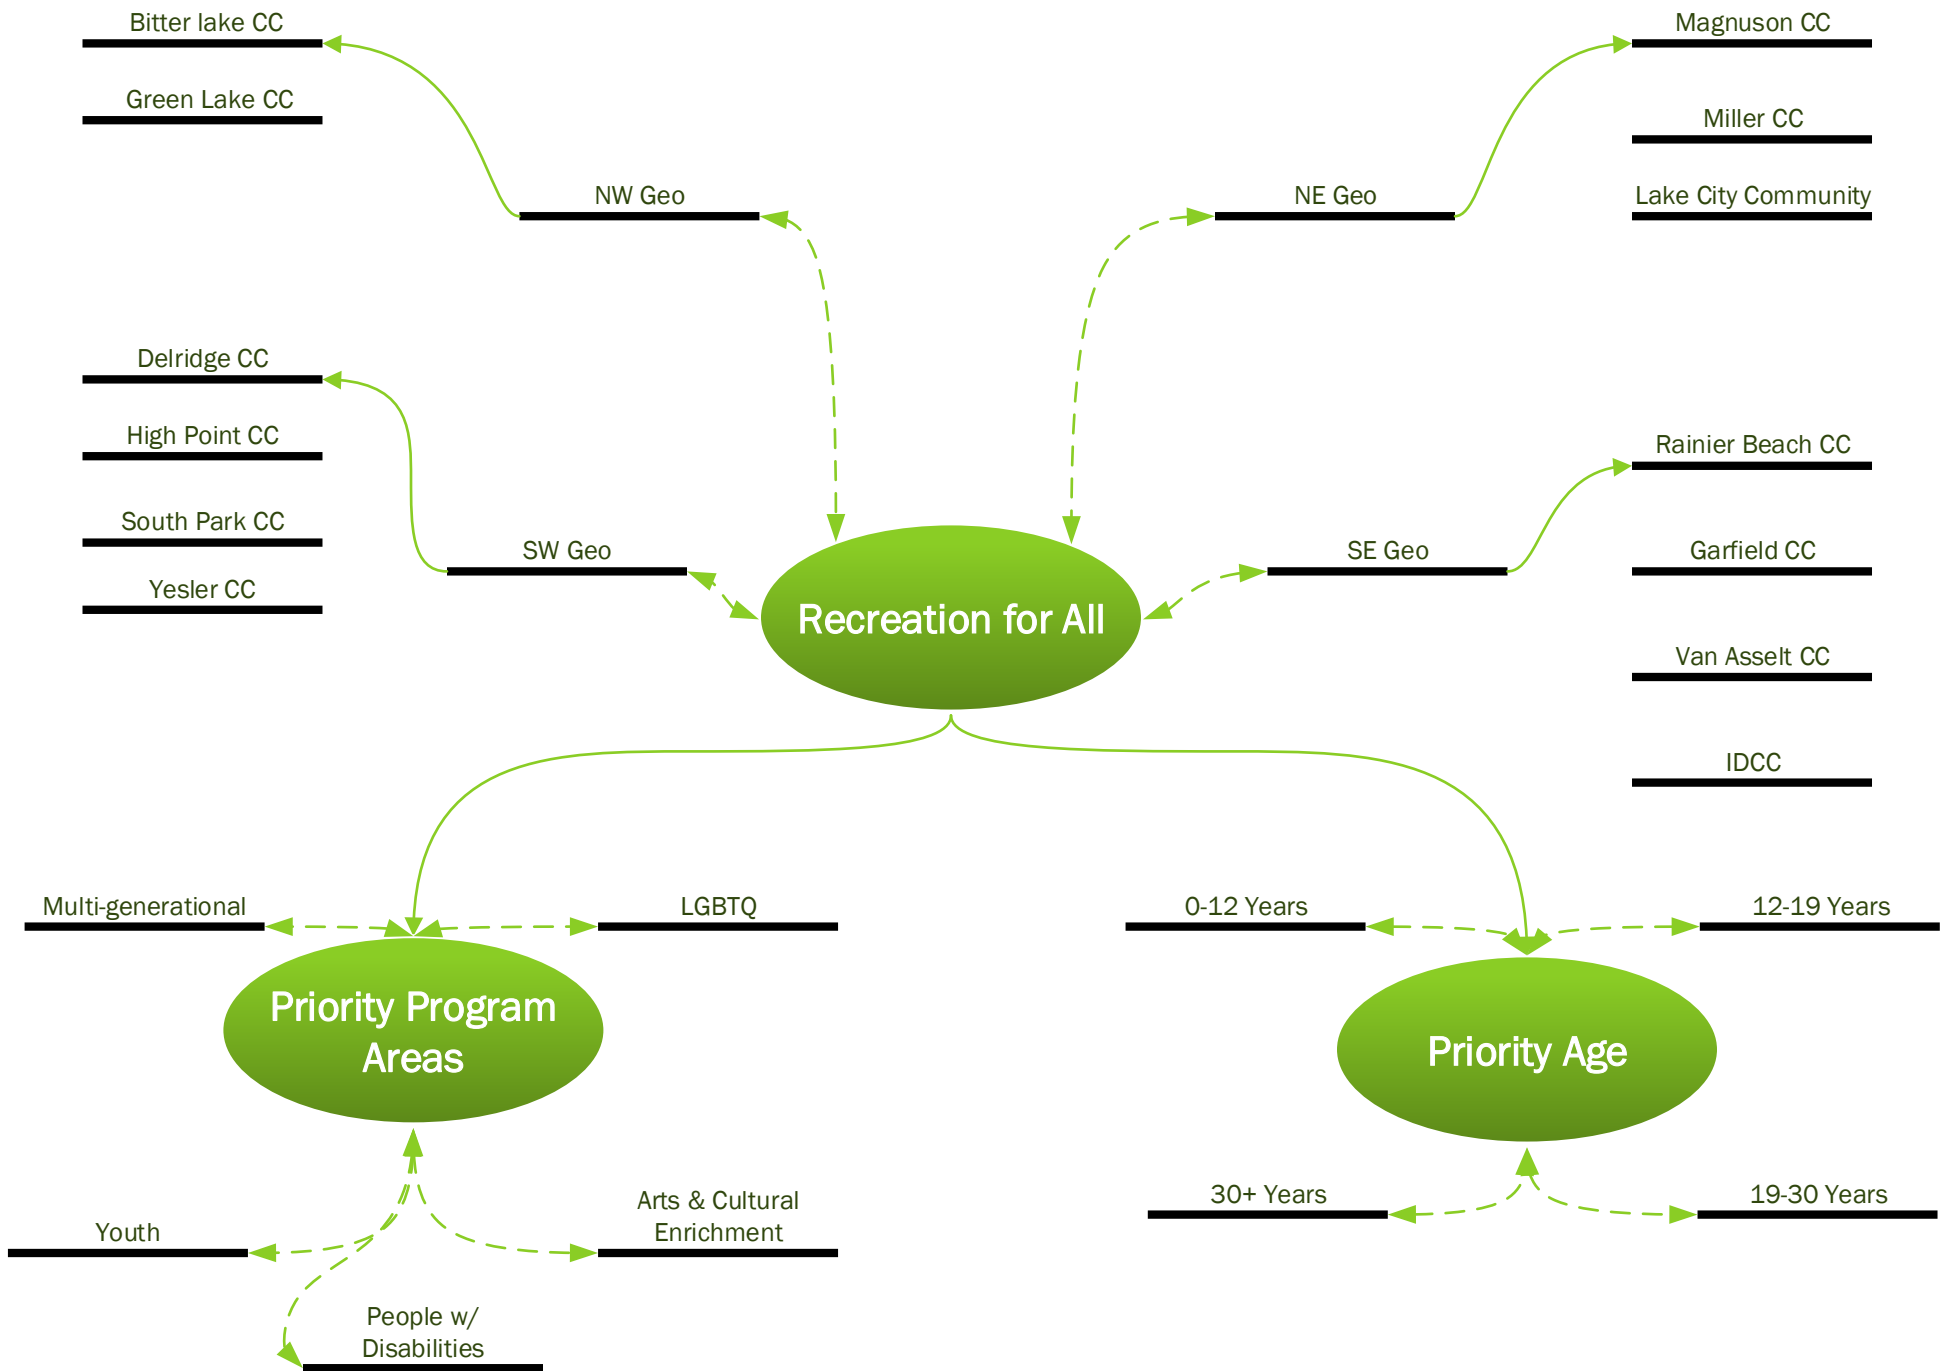 Bitter lake CC
Magnuson CC
Green Lake CC
Miller CC
NW Geo
NE Geo
Lake City Community
Delridge CC
High Point CC
Rainier Beach CC
South Park CC
SW Geo
SE Geo
Garfield CC
Yesler CC
Recreation for All
Van Asselt CC
IDCC
Multi-generational
LGBTQ
0-12 Years
12-19 Years
Priority Program
Areas
Priority Age
Youth
Arts & Cultural
Enrichment
30+ Years
19-30 Years
People w/
Disabilities